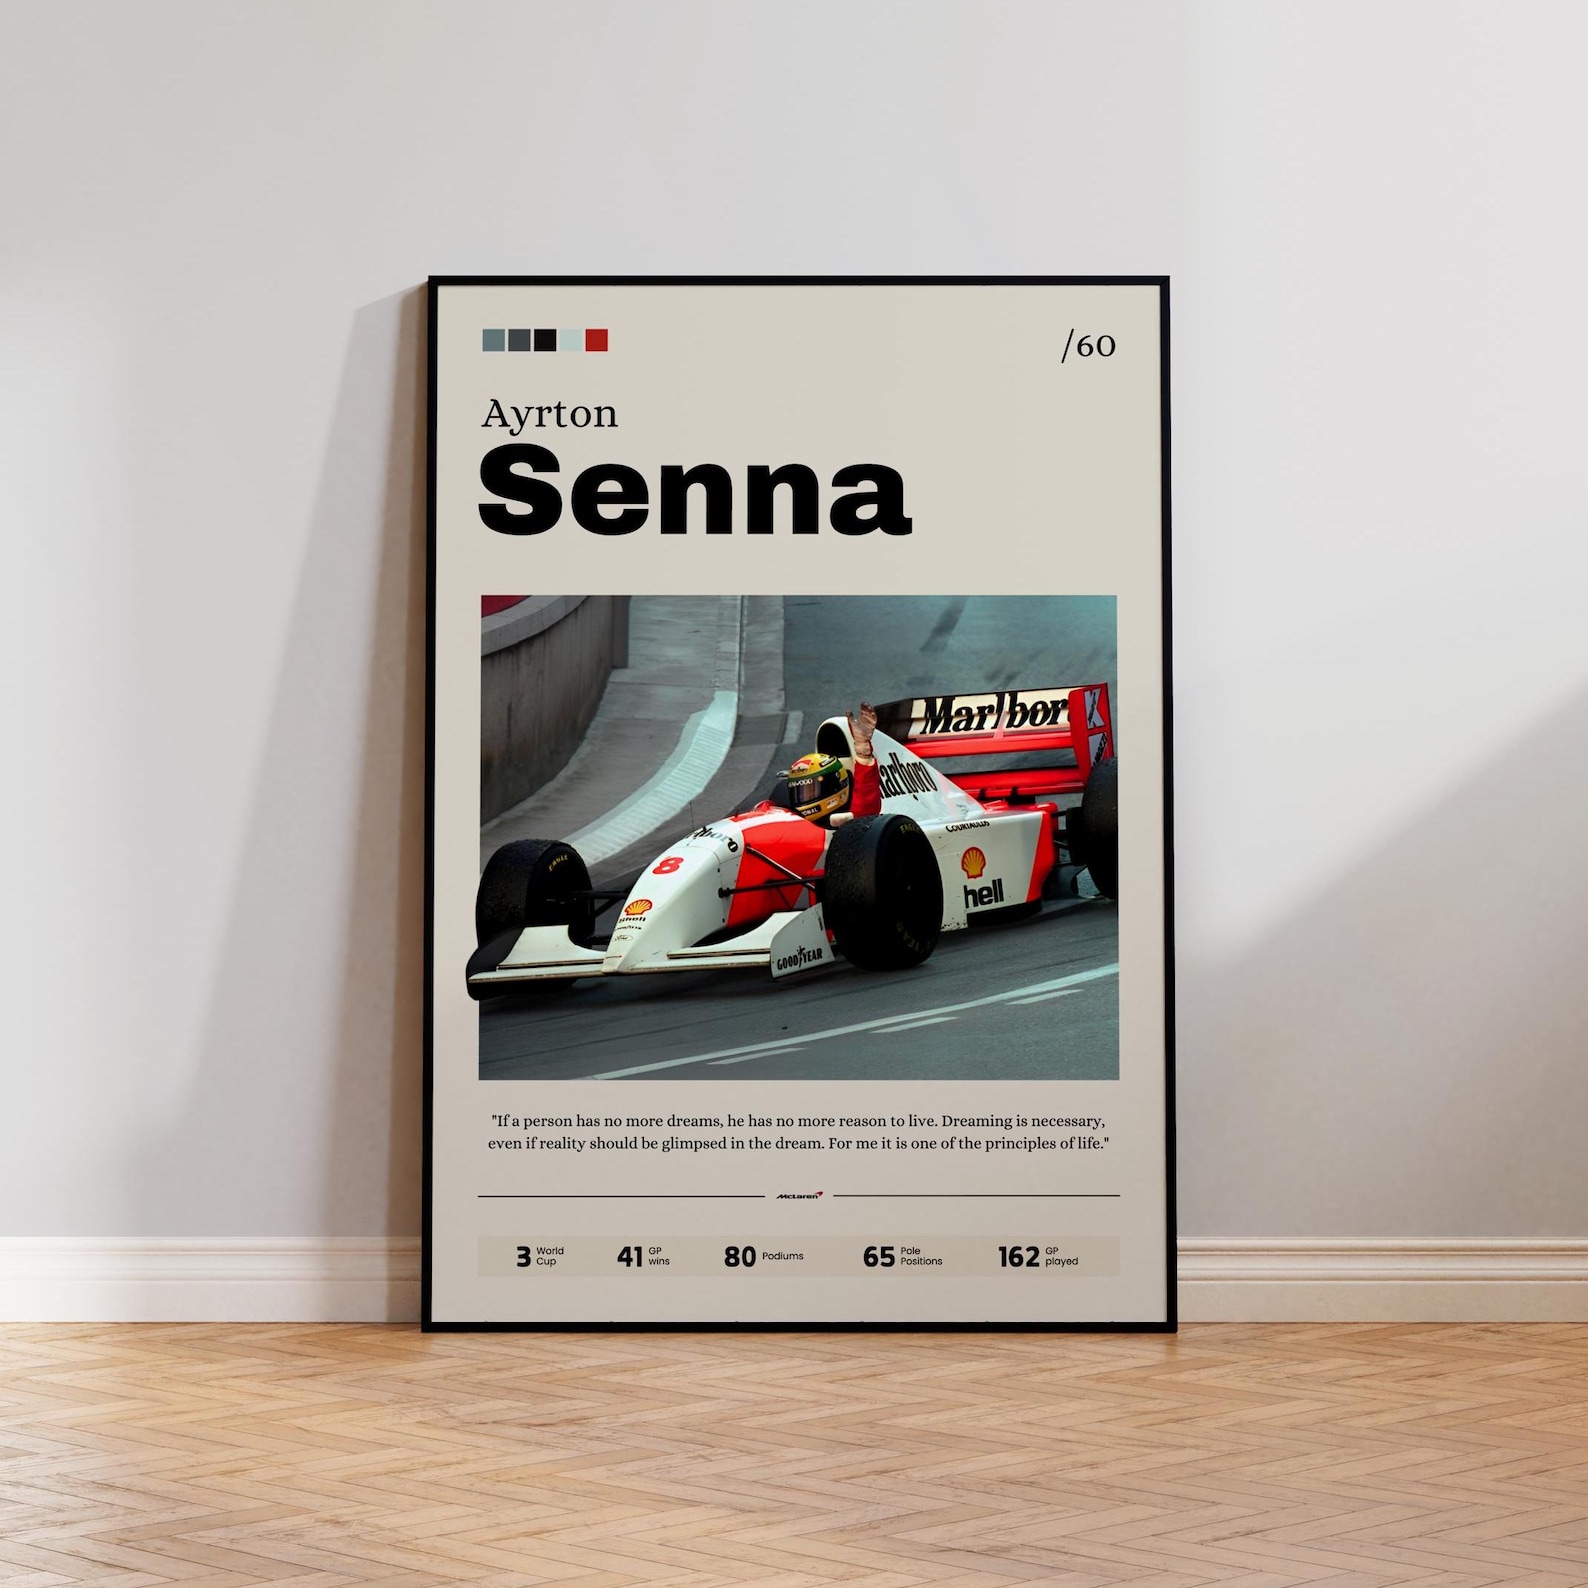 /60
Ayrton
Senna
Marlboro
Marlboro
KENWOOD
COURTAULDS
8
Shell
hell
GOODYEAR
"If a person has no more dreams, he has no more reason to live. Dreaming is necessary,
even if reality should be glimpsed in the dream. For me it is one of the principles of life."
McLaren
3 World Cup
41 GP wins
80 Podiums
65 Pole Positions
162 GP played